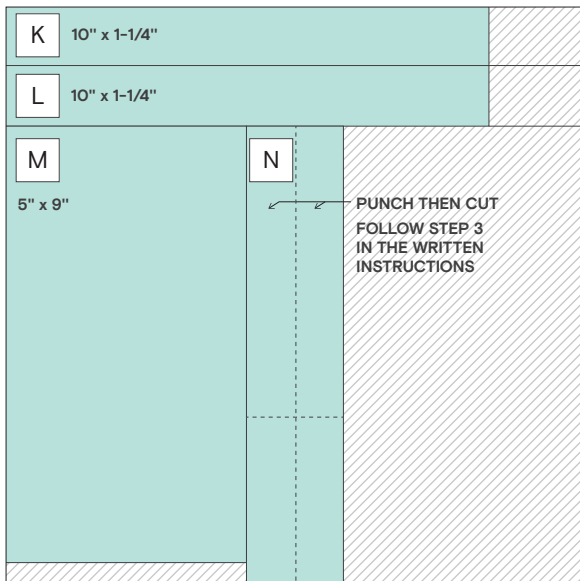 K 10" x 1-1/4"
L 10" x 1-1/4"
M
N
5" x 9"
PUNCH THEN CUT
FOLLOW STEP 3
IN THE WRITTEN
INSTRUCTIONS